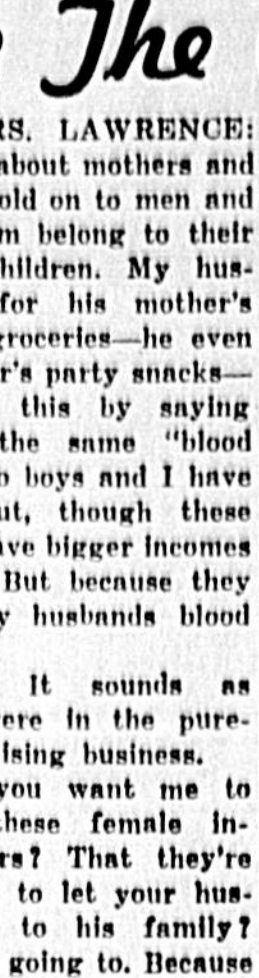 The
RS. LAWRENCE:
about mothers and
old on to men and
m belong to their
hildren. My hus-
for his mother's
groceries—he even
r's party snacks—
this by saying
the same "blood
o boys and I have
ut, though these
ave bigger incomes
But because they
y husbands blood
It sounds as
ere in the pure-
ising business.
you want me to
these female in-
rs? That they're
to let your hus-
to his family?
going to. Because